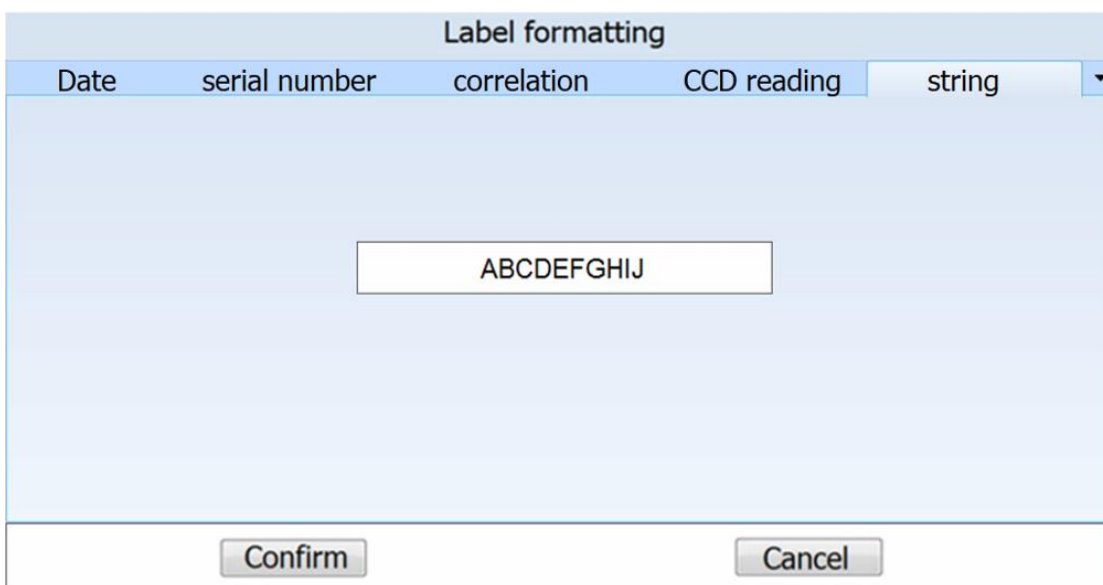 Label formatting
Date serial number correlation CCD reading string
ABCDEFGHIJ
Confirm Cancel